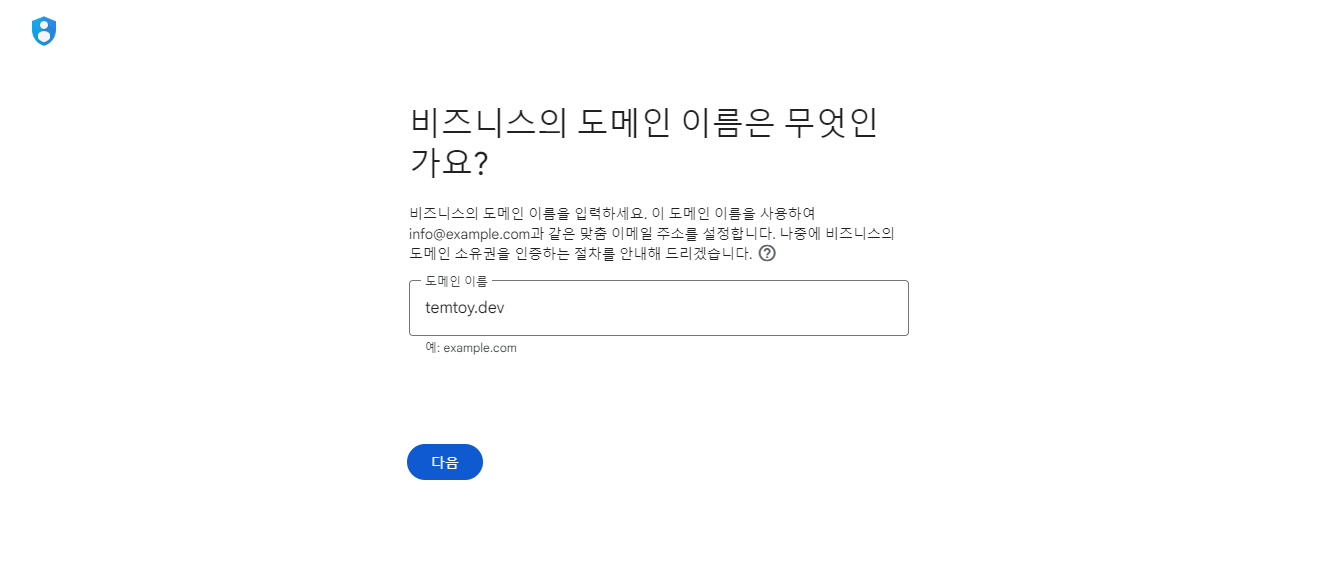 비즈니스의 도메인 이름은 무엇인
가요?
비즈니스의 도메인 이름을 입력하세요. 이 도메인 이름을 사용하여
info@example.com과 같은 맞춤 이메일 주소를 설정합니다. 나중에 비즈니스의
도메인 소유권을 인증하는 절차를 안내해 드리겠습니다. ?
도메인 이름
temtoy.dev
예: example.com
다음